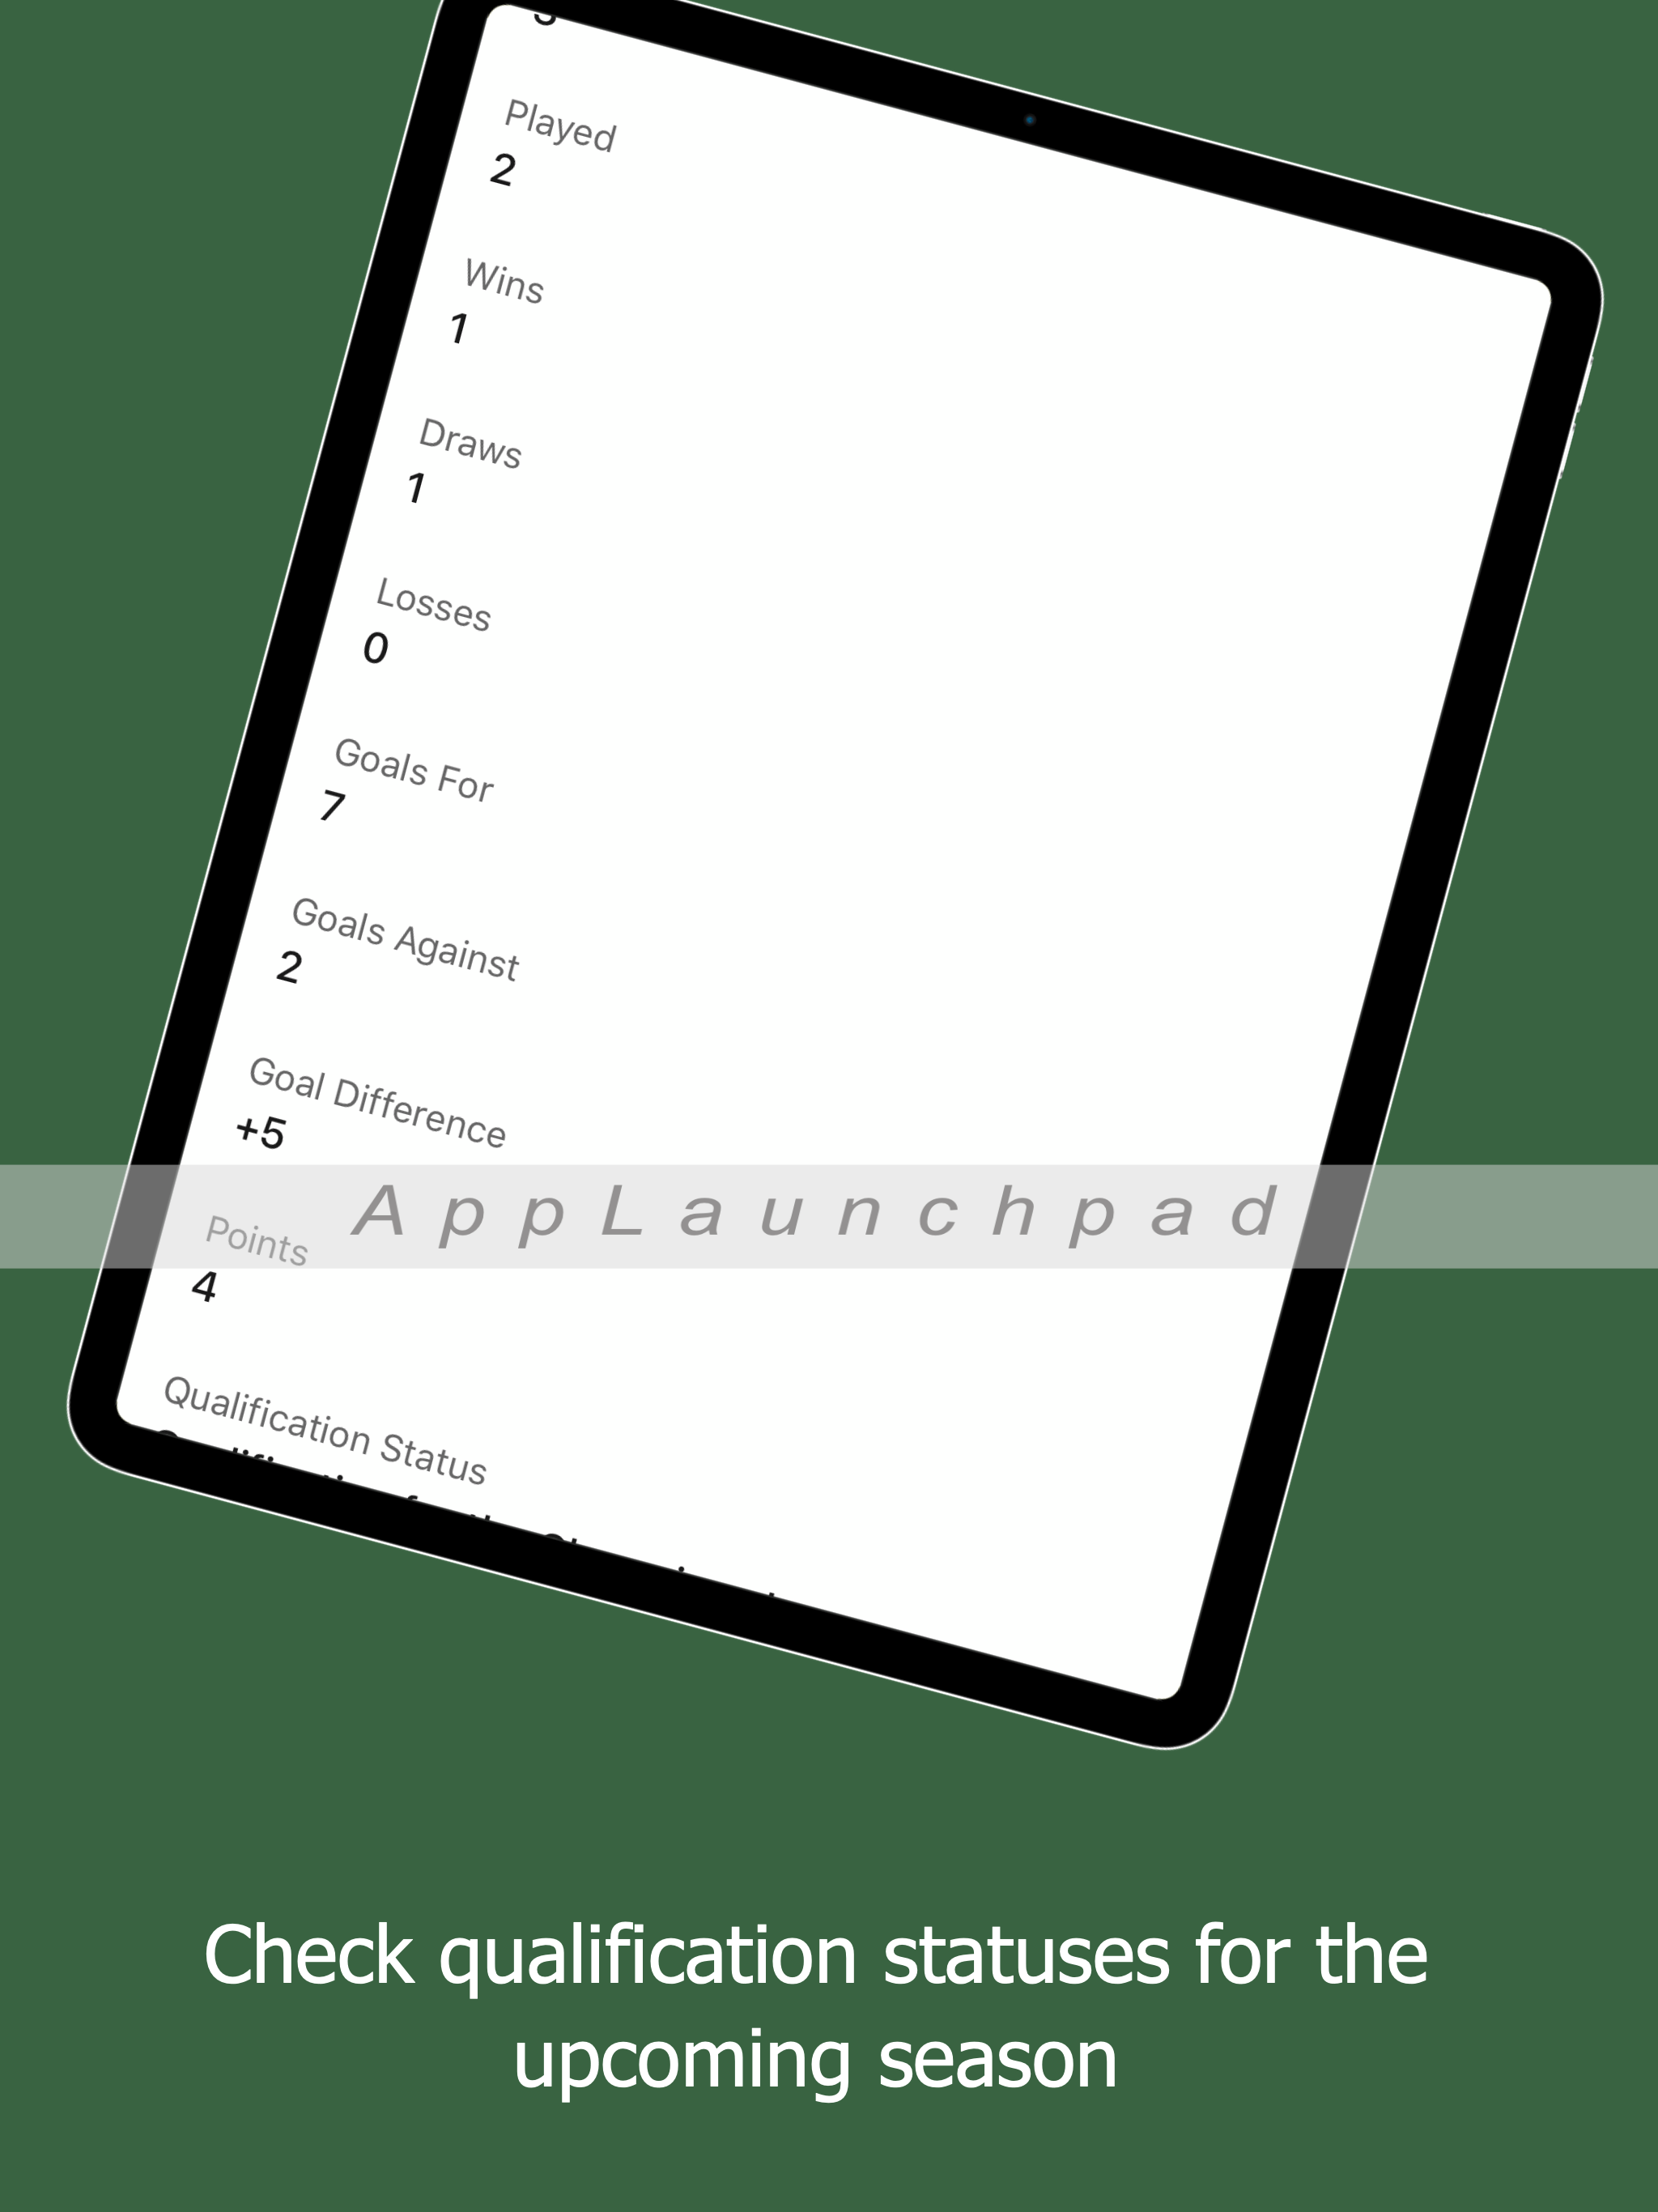 Played
2
Wins
1
Draws
1
Losses
0
Goals For
7
Goals Against
2
Goal Difference
+5
AppLaunchpad
Points
4
Qualification Status
Check qualification statuses for the
upcoming season